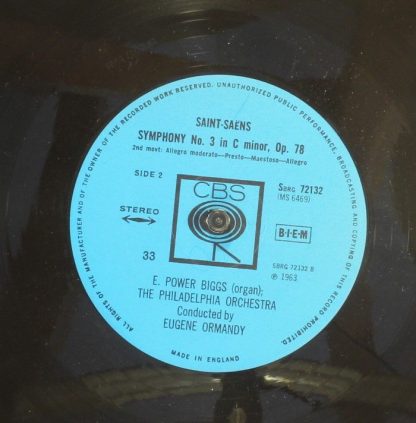 ALL RIGHTS OF THE MANUFACTURER AND OF THE OWNER OF THE RECORDED WORK RESERVED. UNAUTHORIZED PUBLIC PERFORMANCE, BROADCASTING AND COPYING OF THIS RECORD PROHIBITED.
SAINT-SAËNS
SYMPHONY No. 3 in C minor, Op. 78
2nd movt: Allegro moderato—Presto—Maestoso—Allegro
SIDE 2
CBS
SBRG 72132
(MS 6469)
STEREO
B·I·E·M
33
SBRG 72132 B
℗ 1963
E. POWER BIGGS (organ);
THE PHILADELPHIA ORCHESTRA
Conducted by
EUGENE ORMANDY
MADE IN ENGLAND